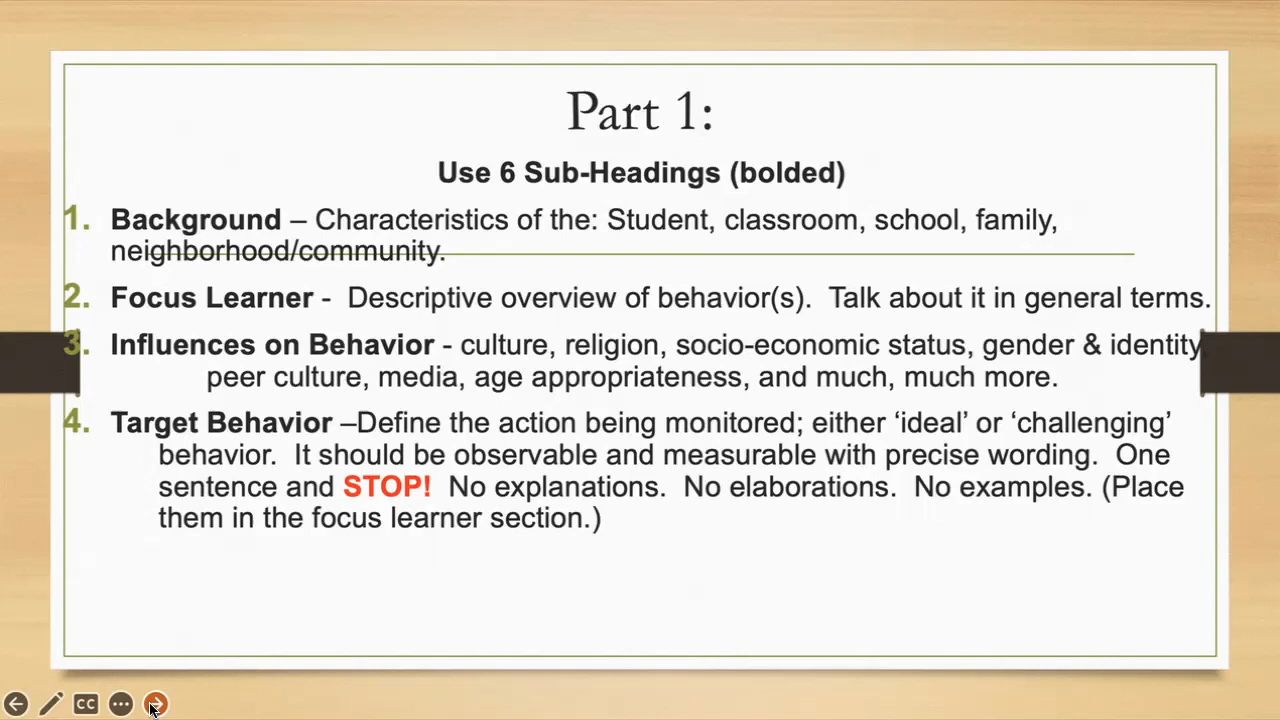 Part 1:
Use 6 Sub-Headings (bolded)
1. Background – Characteristics of the: Student, classroom, school, family,
neighborhood/community.
2. Focus Learner -  Descriptive overview of behavior(s).  Talk about it in general terms.
3. Influences on Behavior - culture, religion, socio-economic status, gender & identity
peer culture, media, age appropriateness, and much, much more.
4. Target Behavior –Define the action being monitored; either ‘ideal’ or ‘challenging’
behavior.  It should be observable and measurable with precise wording.  One
sentence and STOP!  No explanations.  No elaborations.  No examples. (Place
them in the focus learner section.)
CC